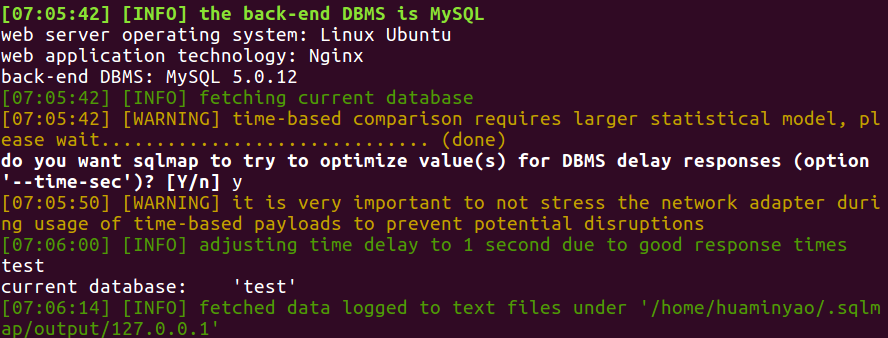 [07:05:42] [INFO] the back-end DBMS is MySQL
web server operating system: Linux Ubuntu
web application technology: Nginx
back-end DBMS: MySQL 5.0.12
[07:05:42] [INFO] fetching current database
[07:05:42] [WARNING] time-based comparison requires larger statistical model, pl
ease wait.............................. (done)
do you want sqlmap to try to optimize value(s) for DBMS delay responses (option
'--time-sec')? [Y/n] y
[07:05:50] [WARNING] it is very important to not stress the network adapter duri
ng usage of time-based payloads to prevent potential disruptions
[07:06:00] [INFO] adjusting time delay to 1 second due to good response times
test
current database:    'test'
[07:06:14] [INFO] fetched data logged to text files under '/home/huaminyao/.sqlm
ap/output/127.0.0.1'